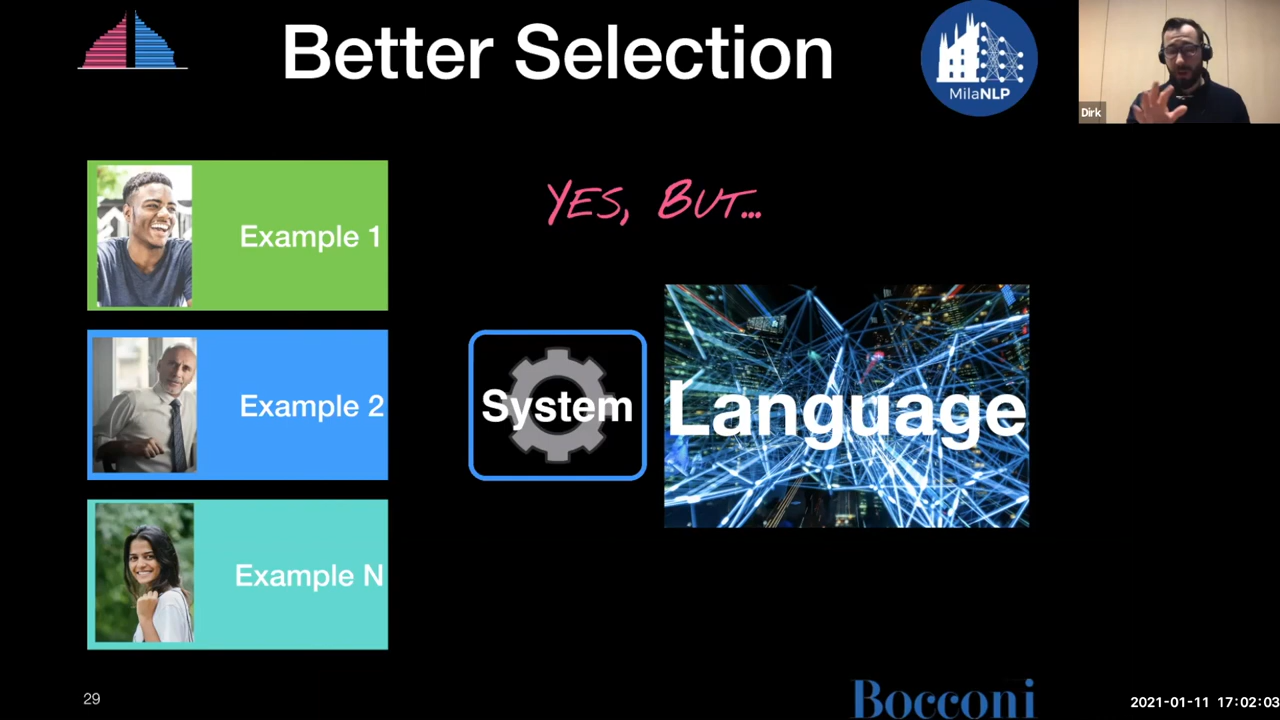 Better Selection
MilaNLP
Dirk
YES, BUT...
Example 1
Example 2
System
Language
Example N
29
Bocconi
2021-01-11 17:02:03